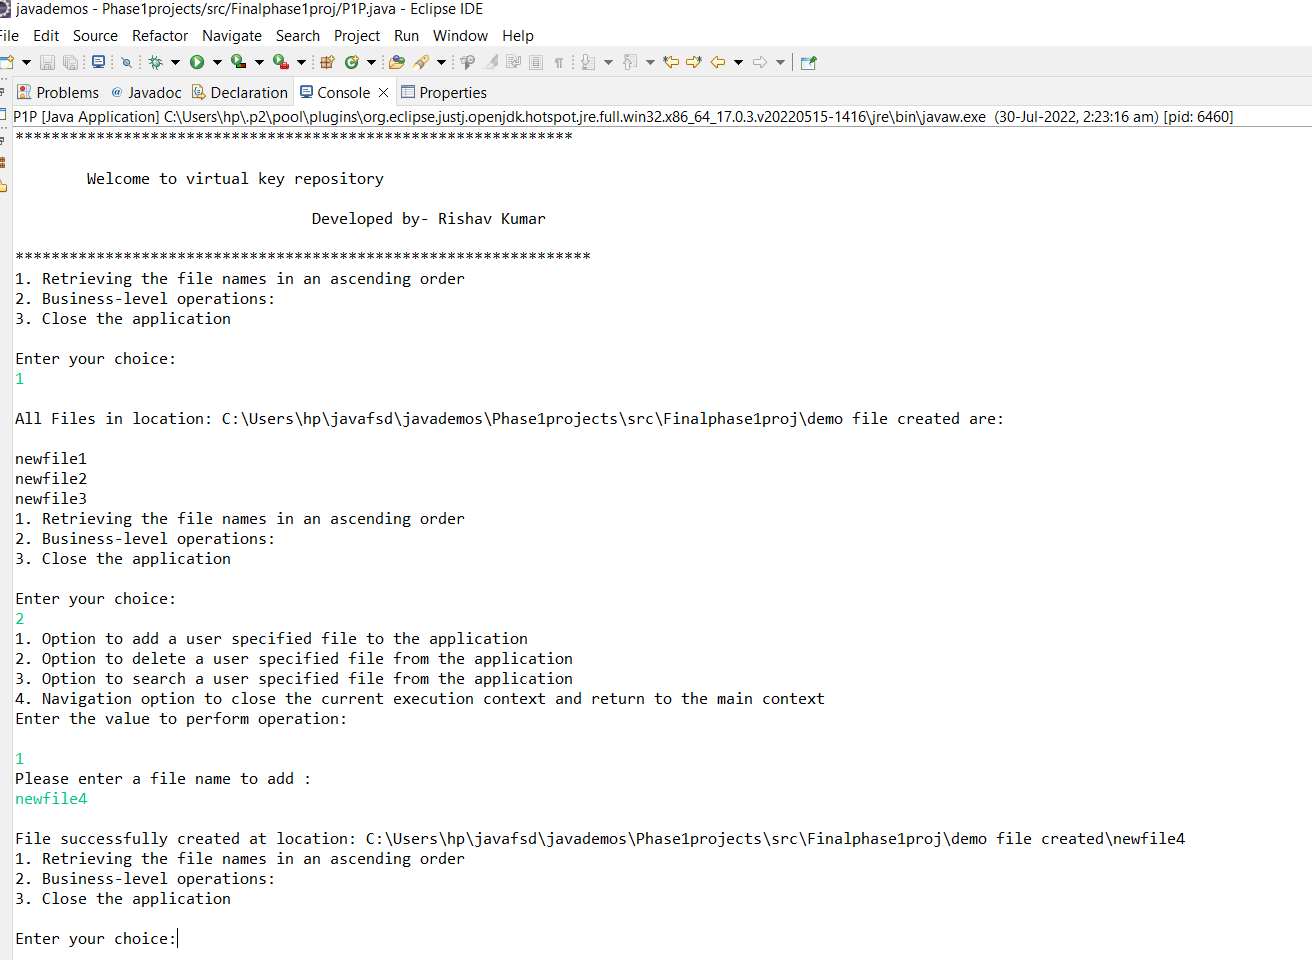 javademos - Phase1projects/src/Finalphase1proj/P1P.java - Eclipse IDE
File Edit Source Refactor Navigate Search Project Run Window Help
Problems @ Javadoc Declaration Console Properties
P1P [Java Application] C:\Users\hp\.p2\pool\plugins\org.eclipse.justj.openjdk.hotspot.jre.full.win32.x86_64_17.0.3.v20220515-1416\jre\bin\javaw.exe (30-Jul-2022, 2:23:16 am) [pid: 6460]
**************************************************************
Welcome to virtual key repository
Developed by- Rishav Kumar
****************************************************************
1. Retrieving the file names in an ascending order
2. Business-level operations:
3. Close the application
Enter your choice:
1
All Files in location: C:\Users\hp\javafsd\javademos\Phase1projects\src\Finalphase1proj\demo file created are:
newfile1
newfile2
newfile3
1. Retrieving the file names in an ascending order
2. Business-level operations:
3. Close the application
Enter your choice:
2
1. Option to add a user specified file to the application
2. Option to delete a user specified file from the application
3. Option to search a user specified file from the application
4. Navigation option to close the current execution context and return to the main context
Enter the value to perform operation:
1
Please enter a file name to add :
newfile4
File successfully created at location: C:\Users\hp\javafsd\javademos\Phase1projects\src\Finalphase1proj\demo file created\newfile4
1. Retrieving the file names in an ascending order
2. Business-level operations:
3. Close the application
Enter your choice: